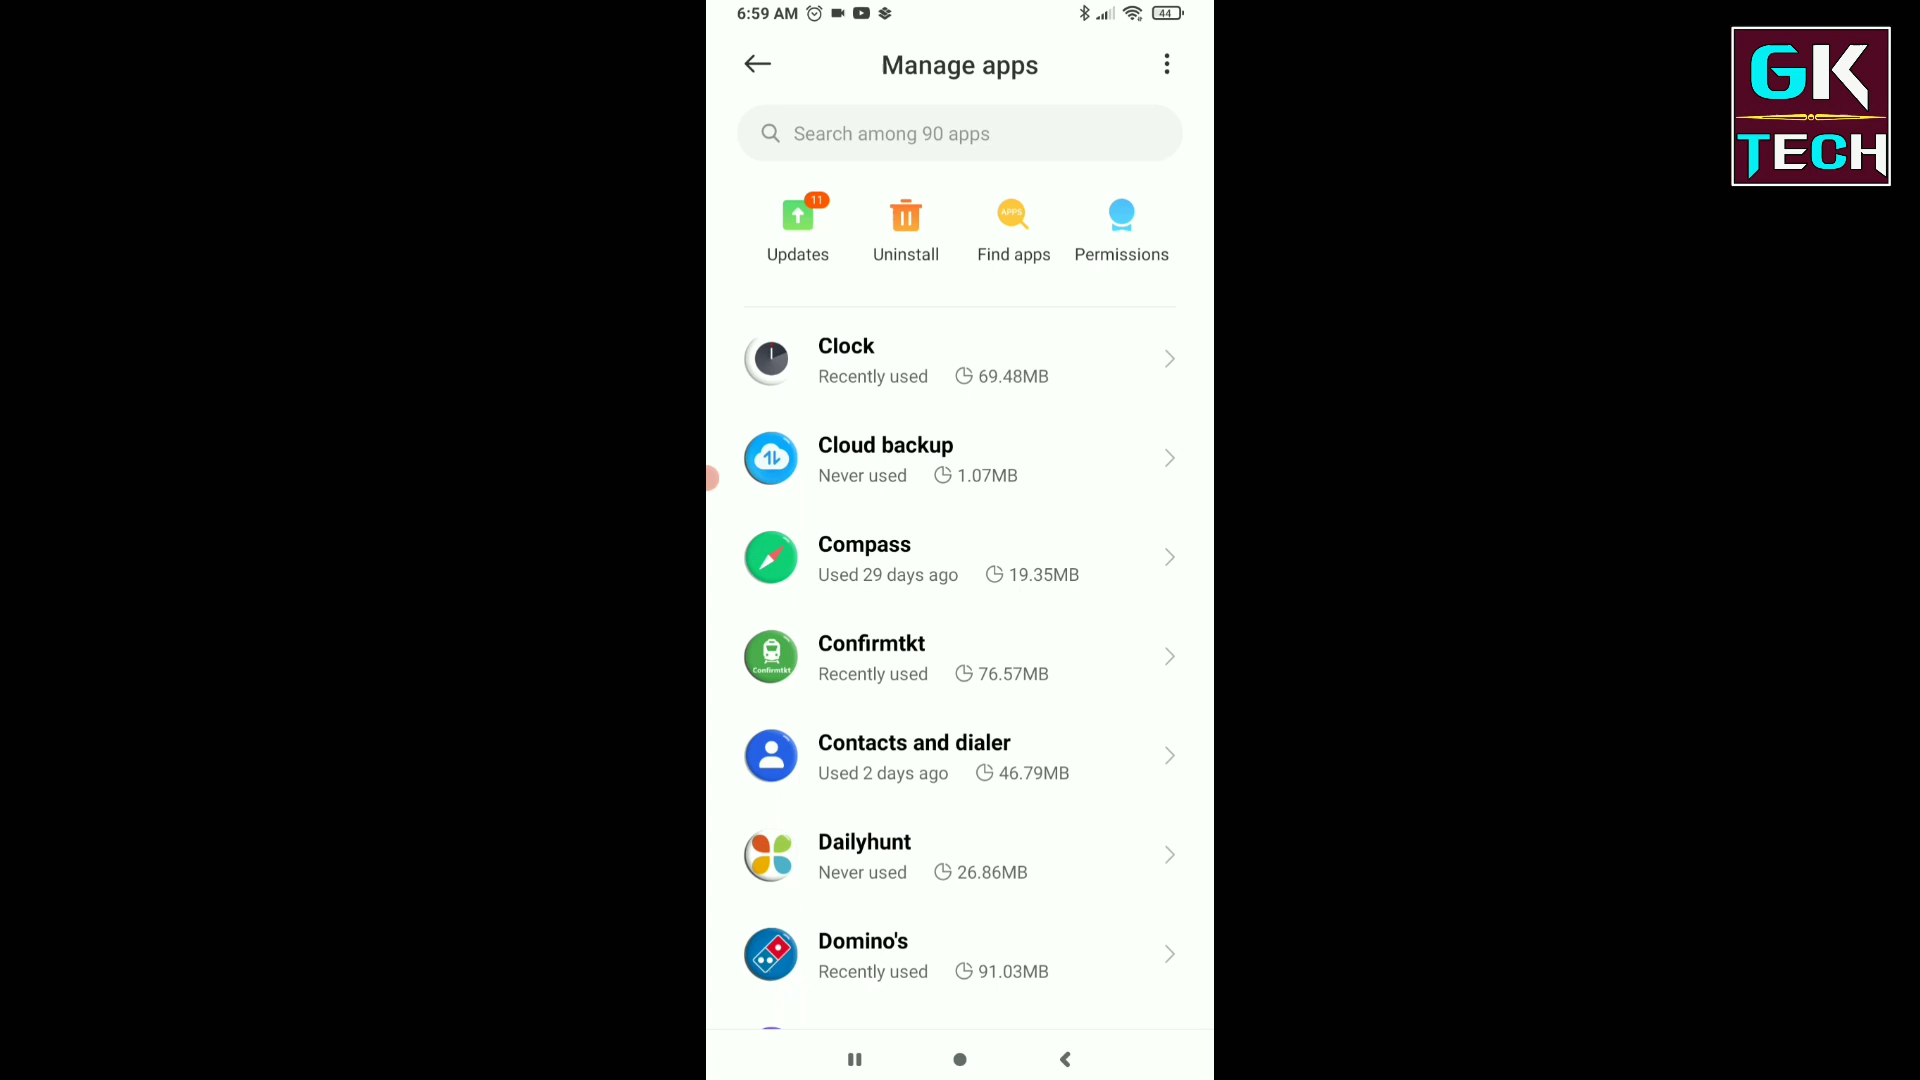 6:59 AM
44
GK
TECH
Manage apps
Search among 90 apps
11
APPS
Updates
Uninstall
Find apps
Permissions
Clock
Recently used 69.48MB
Cloud backup
Never used 1.07MB
Compass
Used 29 days ago 19.35MB
Confirmtkt
Confirmtkt
Recently used 76.57MB
Contacts and dialer
Used 2 days ago 46.79MB
Dailyhunt
Never used 26.86MB
Domino's
Recently used 91.03MB